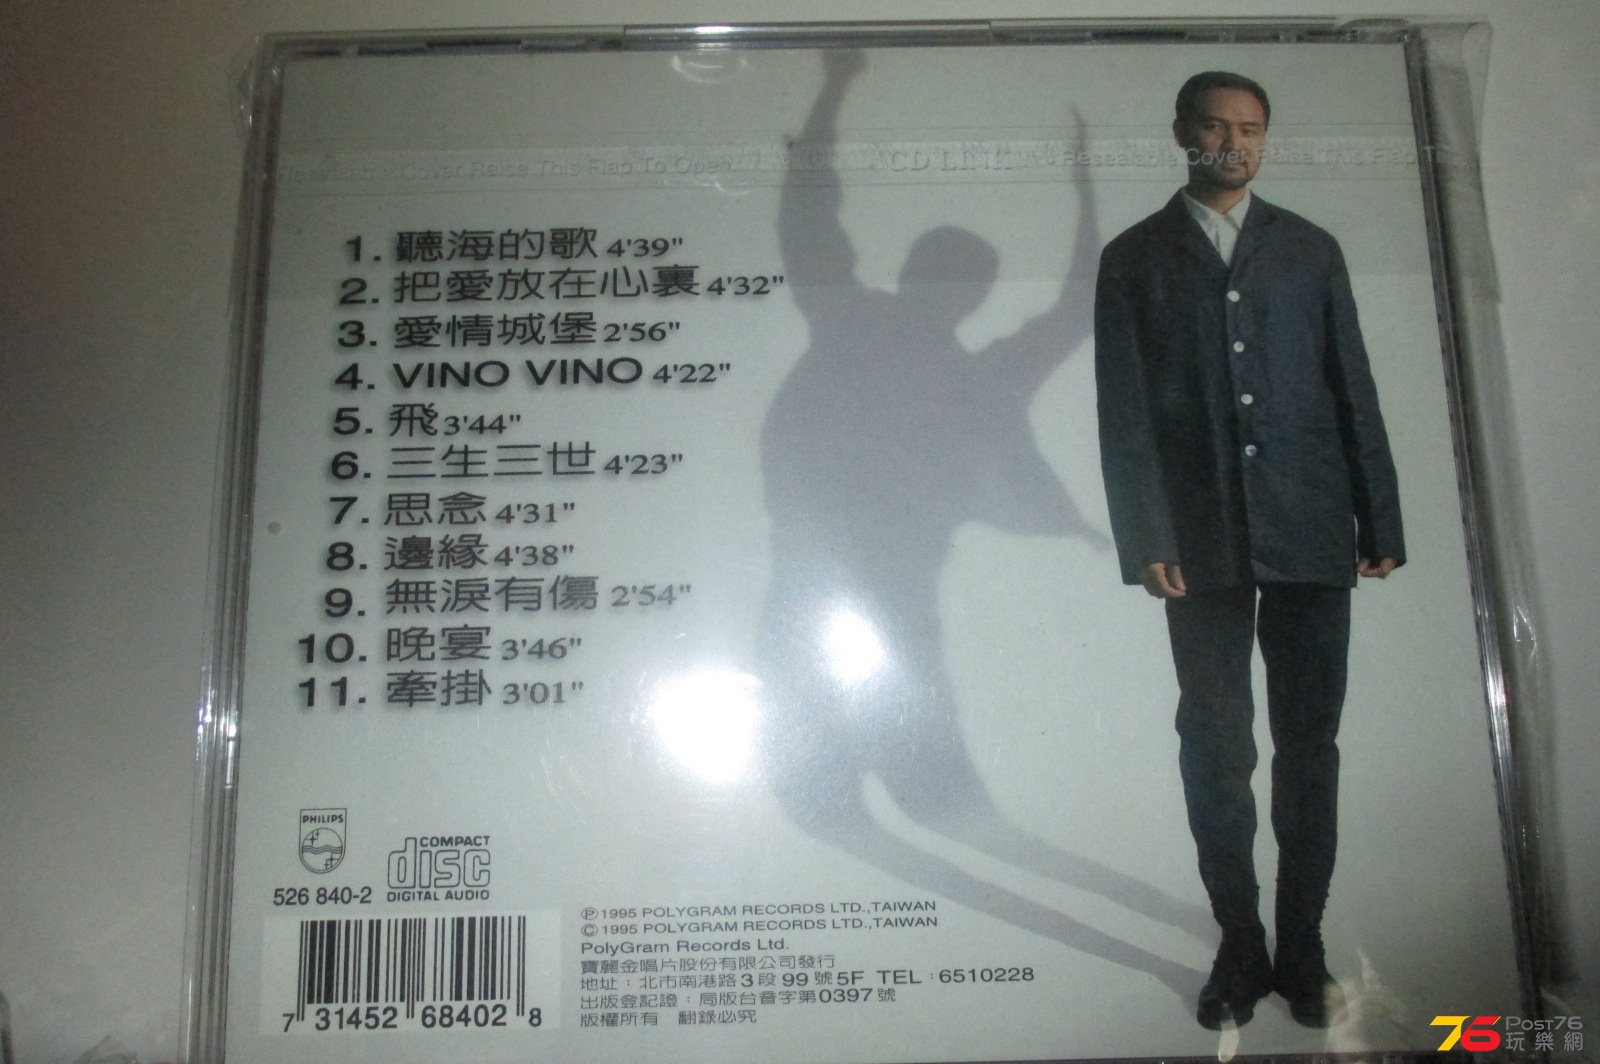 Resealable Cover Raise This Flap To Open
CD LINK
Resealable Cover Raise This Flap To
1. 聽海的歌 4'39"
2. 把愛放在心裏 4'32"
3. 愛情城堡 2'56"
4. VINO VINO 4'22"
5. 飛 3'44"
6. 三生三世 4'23"
7. 思念 4'31"
8. 邊緣 4'38"
9. 無淚有傷 2'54"
10. 晚宴 3'46"
11. 牽掛 3'01"
PHILIPS
COMPACT
disc
DIGITAL AUDIO
526 840-2
7 31452 68402 8
Ⓟ 1995 POLYGRAM RECORDS LTD.,TAIWAN
© 1995 POLYGRAM RECORDS LTD.,TAIWAN
PolyGram Records Ltd.
寶麗金唱片股份有限公司發行
地址：北市南港路3段99號5F TEL：6510228
出版登記證：局版台音字第0397號
版權所有 翻錄必究
76 Post76
玩樂網